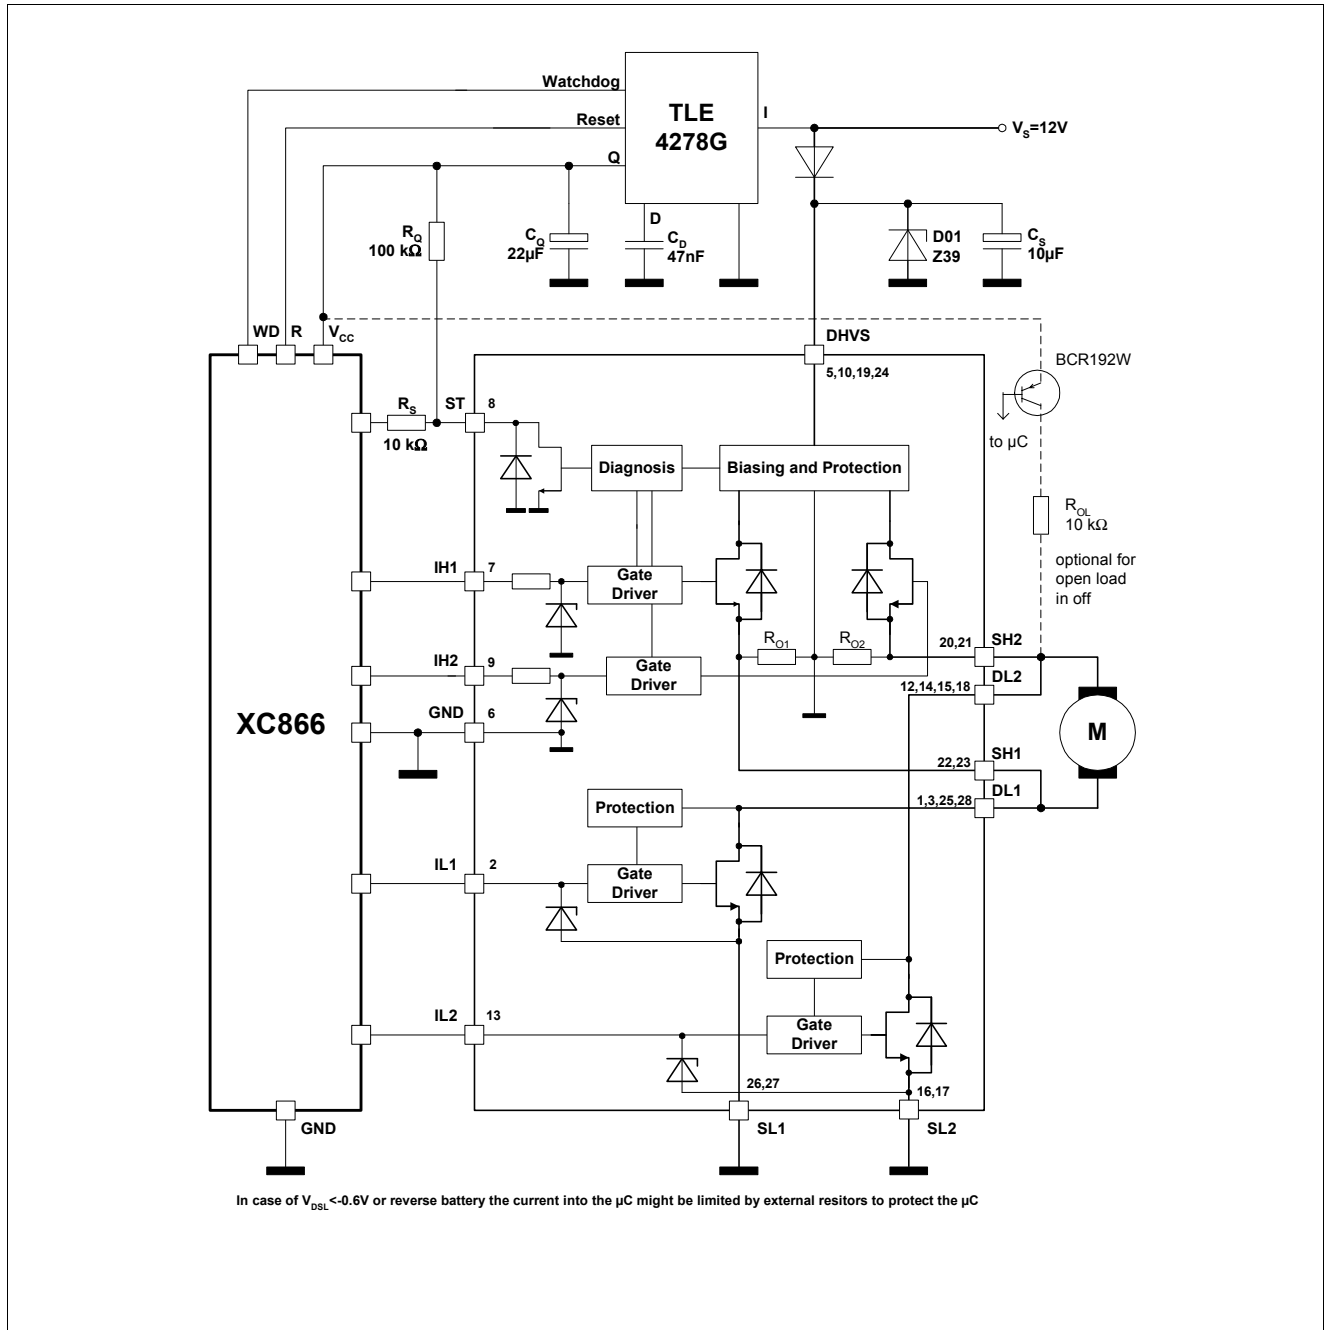 Watchdog
TLE
4278G
I
Reset
V_S=12V
Q
D
R_Q
100 kΩ
C_Q
22µF
C_D
47nF
D01
Z39
C_S
10µF
WD R V_CC
DHVS
5,10,19,24
BCR192W
to µC
R_S
10 kΩ
ST 8
Diagnosis
Biasing and Protection
R_OL
10 kΩ
optional for
open load
in off
IH1 7
Gate
Driver
R_O1
R_O2
20,21 SH2
IH2 9
Gate
Driver
12,14,15,18 DL2
GND 6
XC866
M
22,23 SH1
1,3,25,28 DL1
Protection
IL1 2
Gate
Driver
Protection
IL2 13
Gate
Driver
26,27
16,17
GND
SL1
SL2
In case of V_DSL<-0.6V or reverse battery the current into the µC might be limited by external resitors to protect the µC